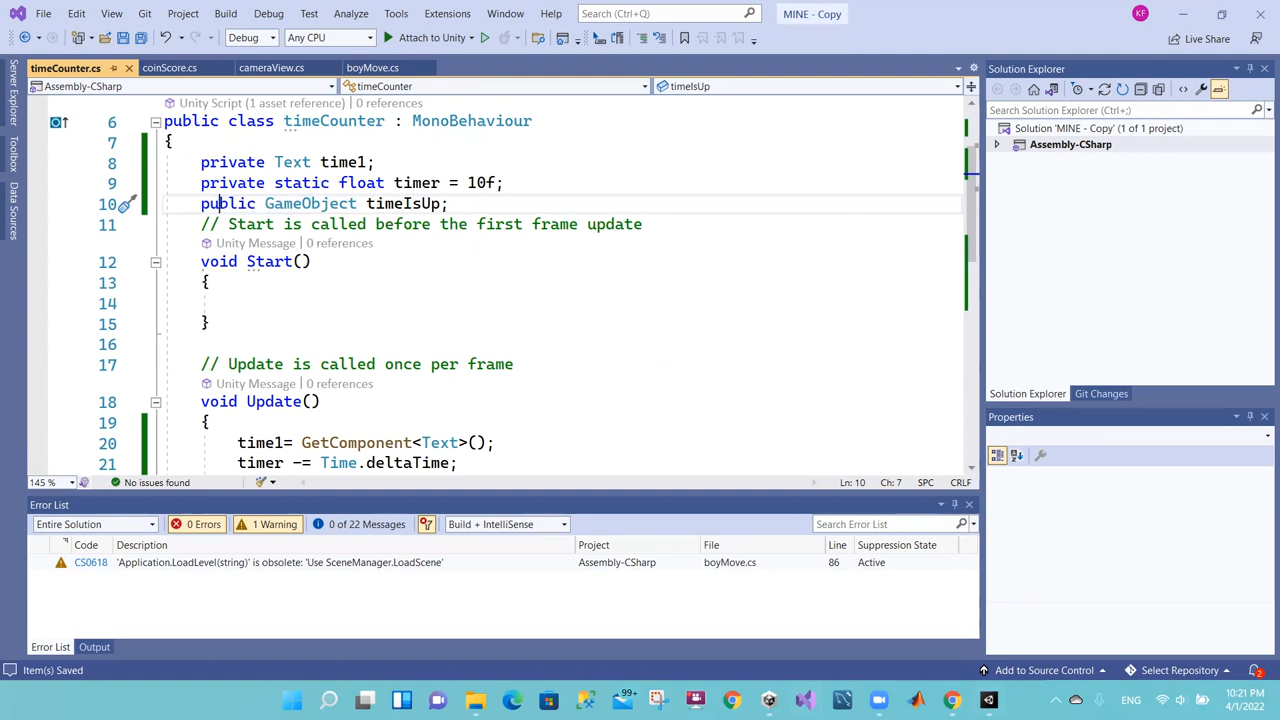 File Edit View Git Project Build Debug Test Analyze Tools Extensions Window Help Search (Ctrl+Q) MINE - Copy KF
Debug Any CPU Attach to Unity Live Share
timeCounter.cs coinScore.cs cameraView.cs boyMove.cs
Assembly-CSharp timeCounter timeIsUp
Server Explorer
Toolbox
Data Sources
Unity Script (1 asset reference) 0 references
6 public class timeCounter : MonoBehaviour
7 {
8 private Text time1;
9 private static float timer = 10f;
10 public GameObject timeIsUp;
11 // Start is called before the first frame update
Unity Message | 0 references
12 void Start()
13 {
14
15 }
16
17 // Update is called once per frame
Unity Message | 0 references
18 void Update()
19 {
20 time1= GetComponent<Text>();
21 timer -= Time.deltaTime;
145 % No issues found Ln: 10 Ch: 7 SPC CRLF
Solution Explorer
Search Solution Explorer (Ctrl+;)
Solution 'MINE - Copy' (1 of 1 project)
Assembly-CSharp
Solution Explorer Git Changes
Properties
Error List
Entire Solution 0 Errors 1 Warning 0 of 22 Messages Build + IntelliSense Search Error List
Code Description Project File Line Suppression State
CS0618 'Application.LoadLevel(string)' is obsolete: 'Use SceneManager.LoadScene' Assembly-CSharp boyMove.cs 86 Active
Error List Output
Item(s) Saved Add to Source Control Select Repository 2
99+ ENG 10:21 PM
4/1/2022